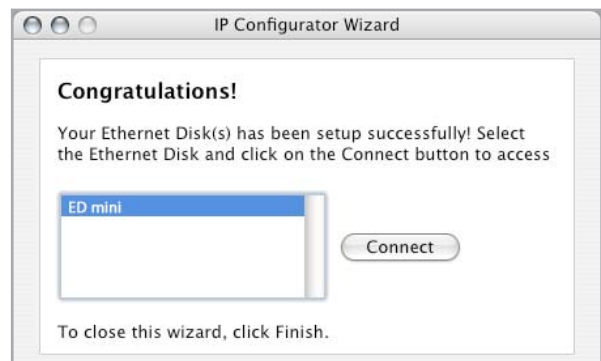 IP Configurator Wizard
Congratulations!
Your Ethernet Disk(s) has been setup successfully! Select
the Ethernet Disk and click on the Connect button to access
ED mini
Connect
To close this wizard, click Finish.